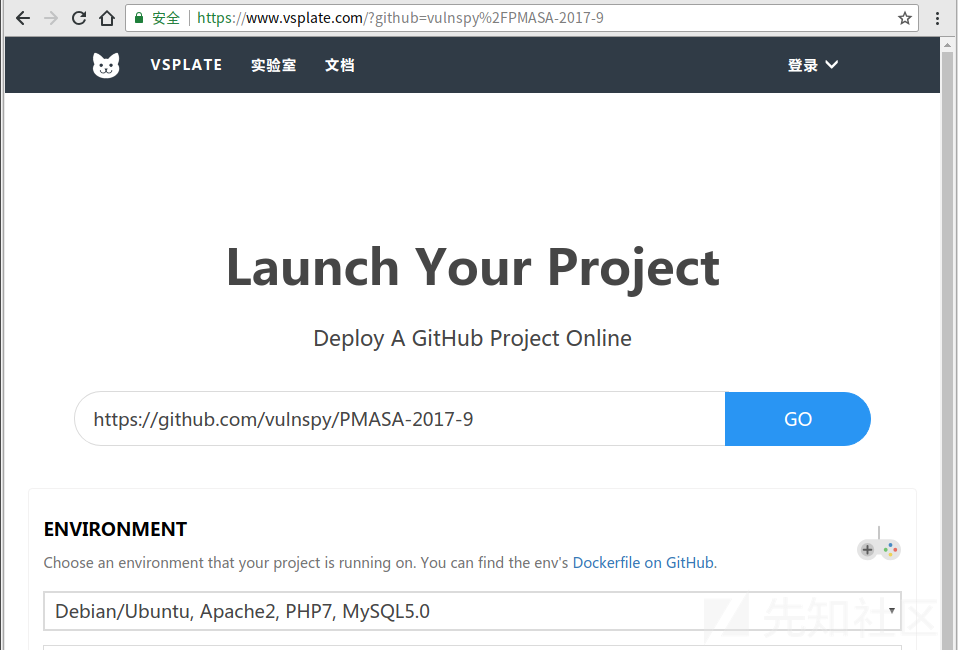 安全 https://www.vsplate.com/?github=vulnspy%2FPMASA-2017-9
VSPLATE 实验室 文档 登录
Launch Your Project
Deploy A GitHub Project Online
https://github.com/vulnspy/PMASA-2017-9 GO
ENVIRONMENT
Choose an environment that your project is running on. You can find the env's Dockerfile on GitHub.
Debian/Ubuntu, Apache2, PHP7, MySQL5.0
先知社区